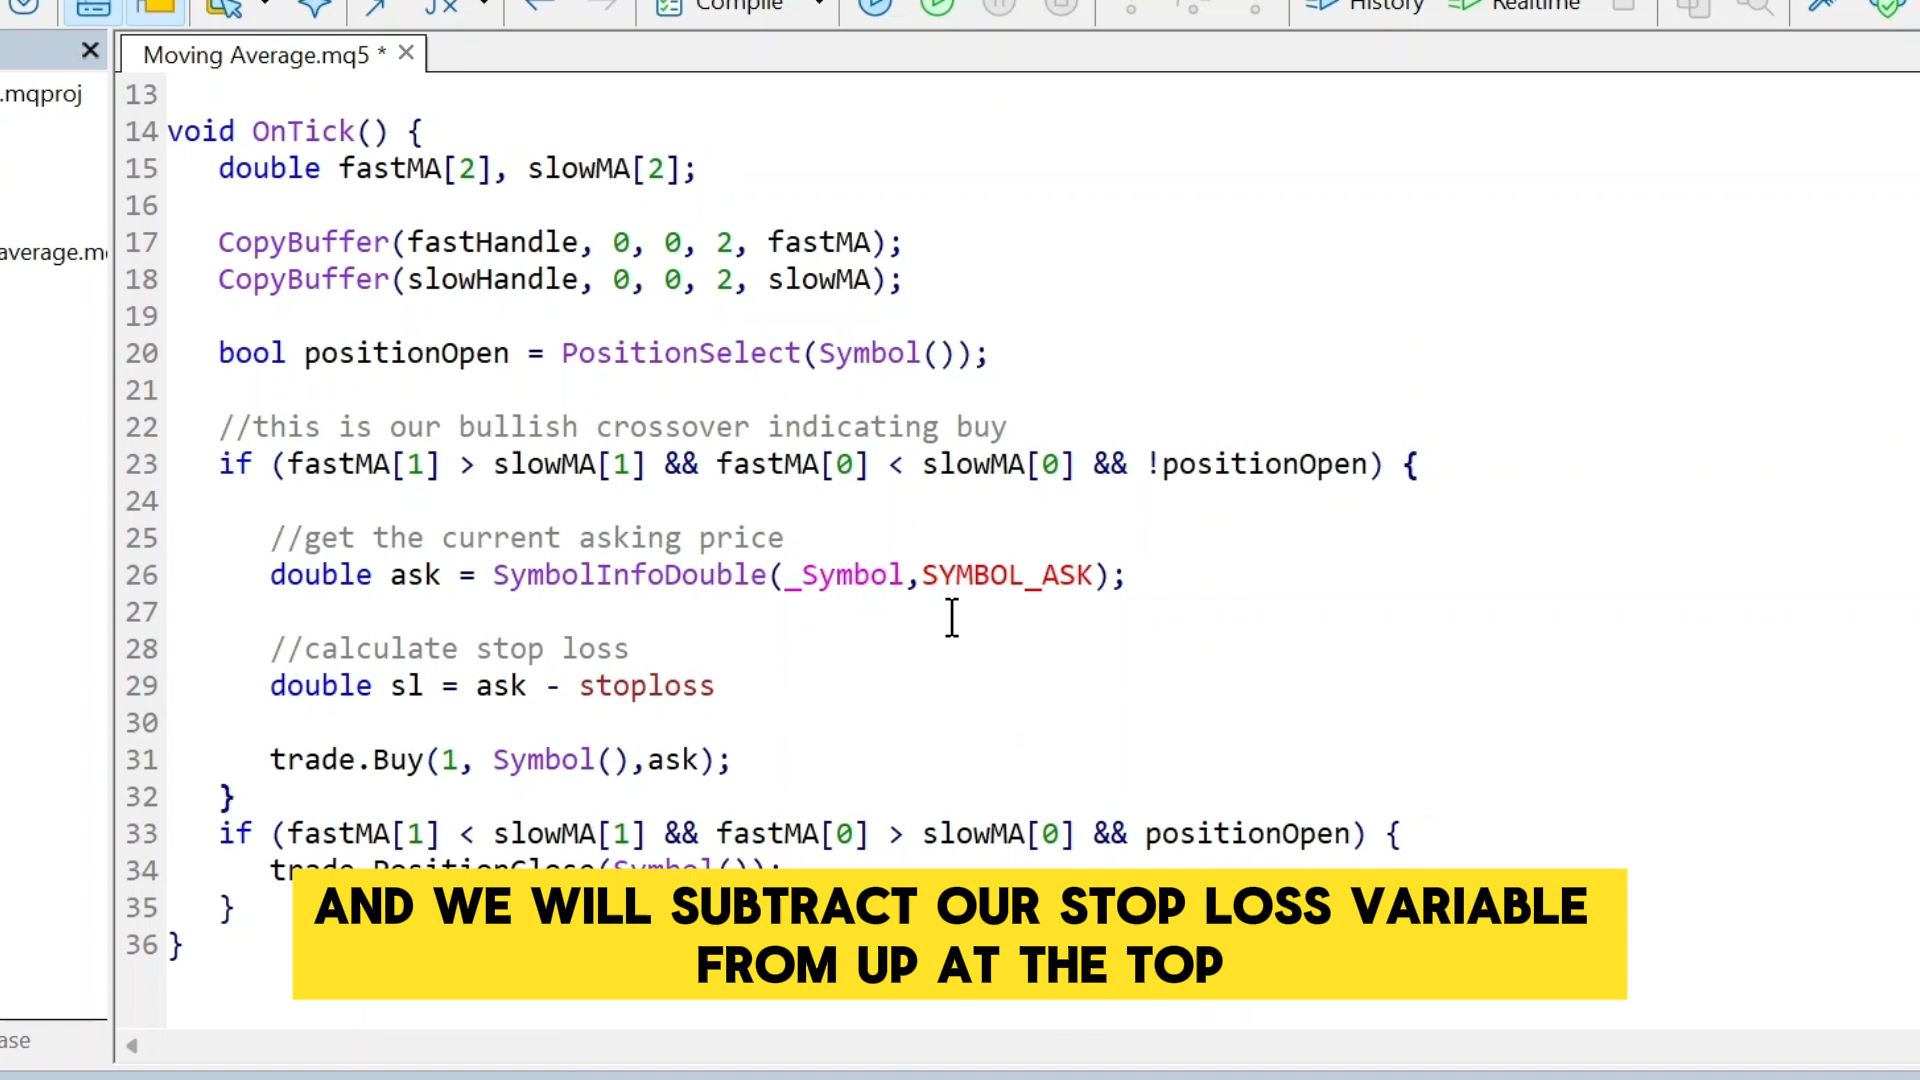 Compile
History
Realtime
Moving Average.mq5 *
.mqproj
average.m
ase
13
14 void OnTick() {
15 double fastMA[2], slowMA[2];
16
17 CopyBuffer(fastHandle, 0, 0, 2, fastMA);
18 CopyBuffer(slowHandle, 0, 0, 2, slowMA);
19
20 bool positionOpen = PositionSelect(Symbol());
21
22 //this is our bullish crossover indicating buy
23 if (fastMA[1] > slowMA[1] && fastMA[0] < slowMA[0] && !positionOpen) {
24
25 //get the current asking price
26 double ask = SymbolInfoDouble(_Symbol,SYMBOL_ASK);
27
28 //calculate stop loss
29 double sl = ask - stoploss
30
31 trade.Buy(1, Symbol(),ask);
32 }
33 if (fastMA[1] < slowMA[1] && fastMA[0] > slowMA[0] && positionOpen) {
34 trade.PositionClose(Symbol());
35 }
36 }
AND WE WILL SUBTRACT OUR STOP LOSS VARIABLE
FROM UP AT THE TOP